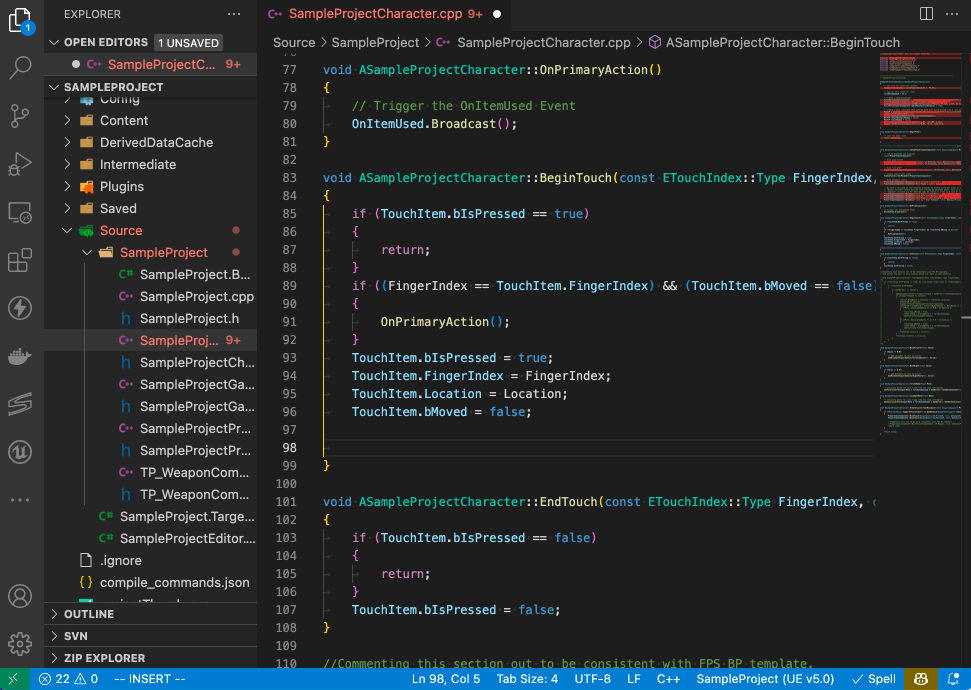 EXPLORER
OPEN EDITORS 1 UNSAVED
SampleProjectC... 9+
SAMPLEPROJECT
Config
Content
DerivedDataCache
Intermediate
Plugins
Saved
Source
SampleProject
SampleProject.B...
SampleProject.cpp
SampleProject.h
SampleProj... 9+
SampleProjectCh...
SampleProjectGa...
SampleProjectGa...
SampleProjectPr...
SampleProjectPr...
TP_WeaponCom...
TP_WeaponCom...
SampleProject.Targe...
SampleProjectEditor....
.ignore
{} compile_commands.json
OUTLINE
SVN
ZIP EXPLORER
SampleProjectCharacter.cpp 9+
Source > SampleProject > SampleProjectCharacter.cpp > ASampleProjectCharacter::BeginTouch
77 void ASampleProjectCharacter::OnPrimaryAction()
78 {
79 // Trigger the OnItemUsed Event
80 OnItemUsed.Broadcast();
81 }
82
83 void ASampleProjectCharacter::BeginTouch(const ETouchIndex::Type FingerIndex,
84 {
85 if (TouchItem.bIsPressed == true)
86 {
87 return;
88 }
89 if ((FingerIndex == TouchItem.FingerIndex) && (TouchItem.bMoved == false)
90 {
91 OnPrimaryAction();
92 }
93 TouchItem.bIsPressed = true;
94 TouchItem.FingerIndex = FingerIndex;
95 TouchItem.Location = Location;
96 TouchItem.bMoved = false;
97
98
99 }
100
101 void ASampleProjectCharacter::EndTouch(const ETouchIndex::Type FingerIndex, c
102 {
103 if (TouchItem.bIsPressed == false)
104 {
105 return;
106 }
107 TouchItem.bIsPressed = false;
108 }
109
110 //Commenting this section out to be consistent with FPS BP template.
22 0 -- INSERT -- Ln 98, Col 5 Tab Size: 4 UTF-8 LF C++ SampleProject (UE v5.0) Spell